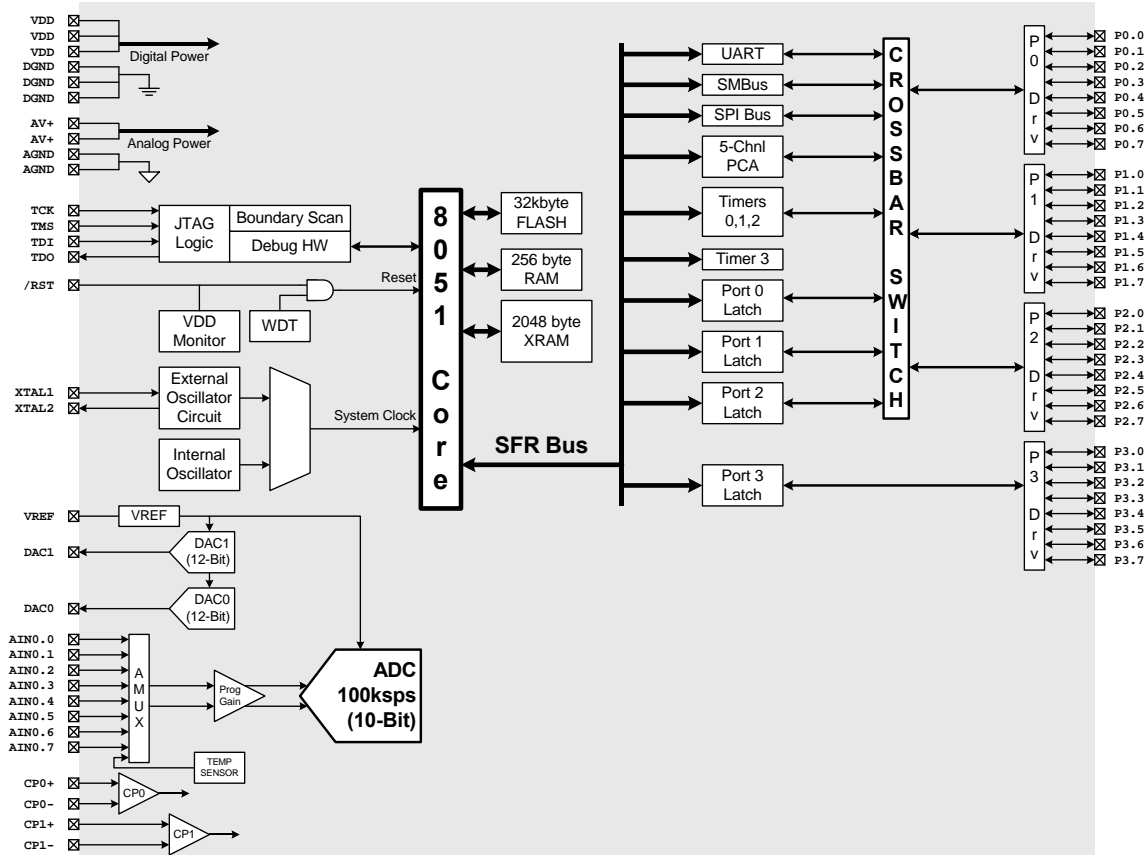 VDD
VDD
VDD
Digital Power
DGND
DGND
DGND
AV+
AV+
Analog Power
AGND
AGND
TCK
TMS
TDI
TDO
JTAG
Logic
Boundary Scan
Debug HW
/RST
Reset
VDD
Monitor
WDT
XTAL1
XTAL2
External
Oscillator
Circuit
System Clock
Internal
Oscillator
8051 Core
32kbyte
FLASH
256 byte
RAM
2048 byte
XRAM
SFR Bus
VREF
VREF
DAC1
DAC1
(12-Bit)
DAC0
DAC0
(12-Bit)
AIN0.0
AIN0.1
AIN0.2
AIN0.3
AIN0.4
AIN0.5
AIN0.6
AIN0.7
AMUX
Prog
Gain
ADC
100ksps
(10-Bit)
TEMP
SENSOR
CP0+
CP0-
CP0
CP1+
CP1-
CP1
UART
SMBus
SPI Bus
5-Chnl
PCA
Timers
0,1,2
Timer 3
Port 0
Latch
Port 1
Latch
Port 2
Latch
Port 3
Latch
CROSSBAR SWITCH
P0 Drv
P0.0
P0.1
P0.2
P0.3
P0.4
P0.5
P0.6
P0.7
P1 Drv
P1.0
P1.1
P1.2
P1.3
P1.4
P1.5
P1.6
P1.7
P2 Drv
P2.0
P2.1
P2.2
P2.3
P2.4
P2.5
P2.6
P2.7
P3 Drv
P3.0
P3.1
P3.2
P3.3
P3.4
P3.5
P3.6
P3.7